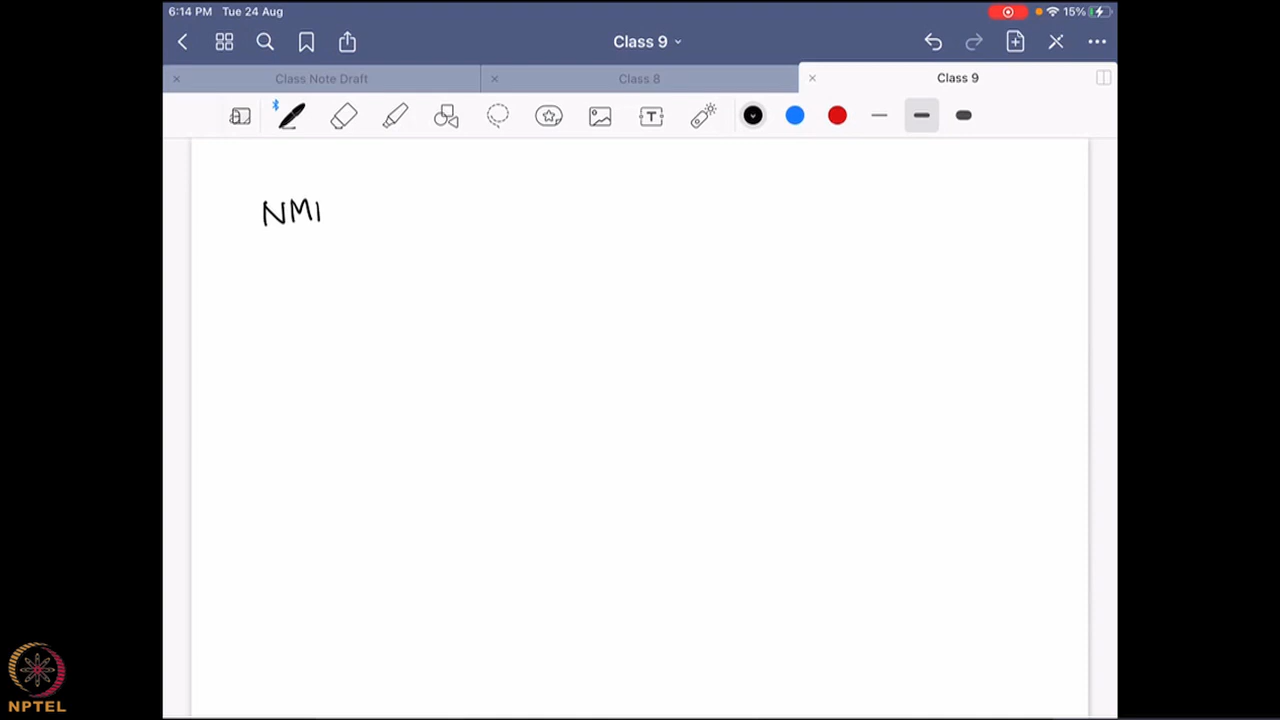 6:14 PM Tue 24 Aug 15%
Class 9
Class Note Draft Class 8 Class 9
T
NMI
NPTEL